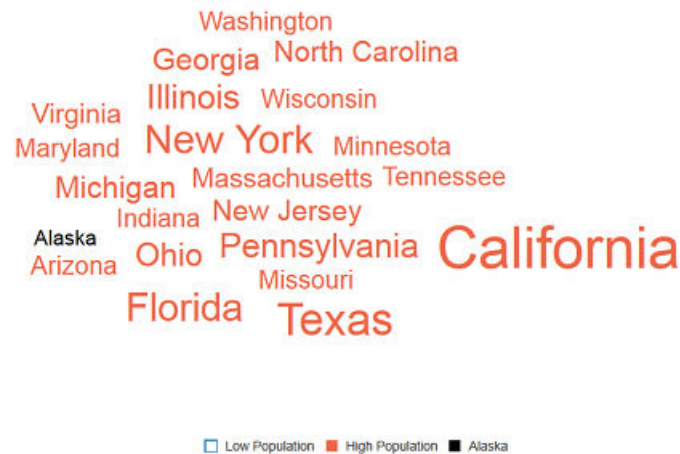 Washington
Georgia North Carolina
Illinois Wisconsin
Virginia
New York Minnesota
Maryland
Massachusetts Tennessee
Michigan
Indiana New Jersey
Alaska
Ohio Pennsylvania California
Arizona
Missouri
Florida Texas
Low Population High Population Alaska